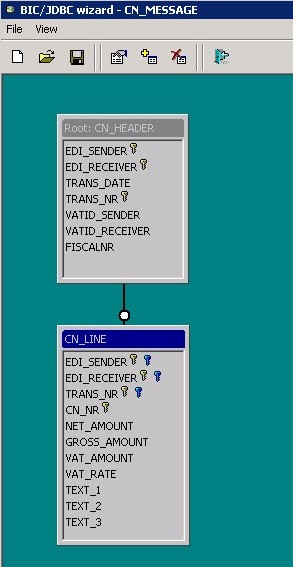 BIC/JDBC wizard - CN_MESSAGE
File View
Root: CN_HEADER
EDI_SENDER
EDI_RECEIVER
TRANS_DATE
TRANS_NR
VATID_SENDER
VATID_RECEIVER
FISCALNR
CN_LINE
EDI_SENDER
EDI_RECEIVER
TRANS_NR
CN_NR
NET_AMOUNT
GROSS_AMOUNT
VAT_AMOUNT
VAT_RATE
TEXT_1
TEXT_2
TEXT_3